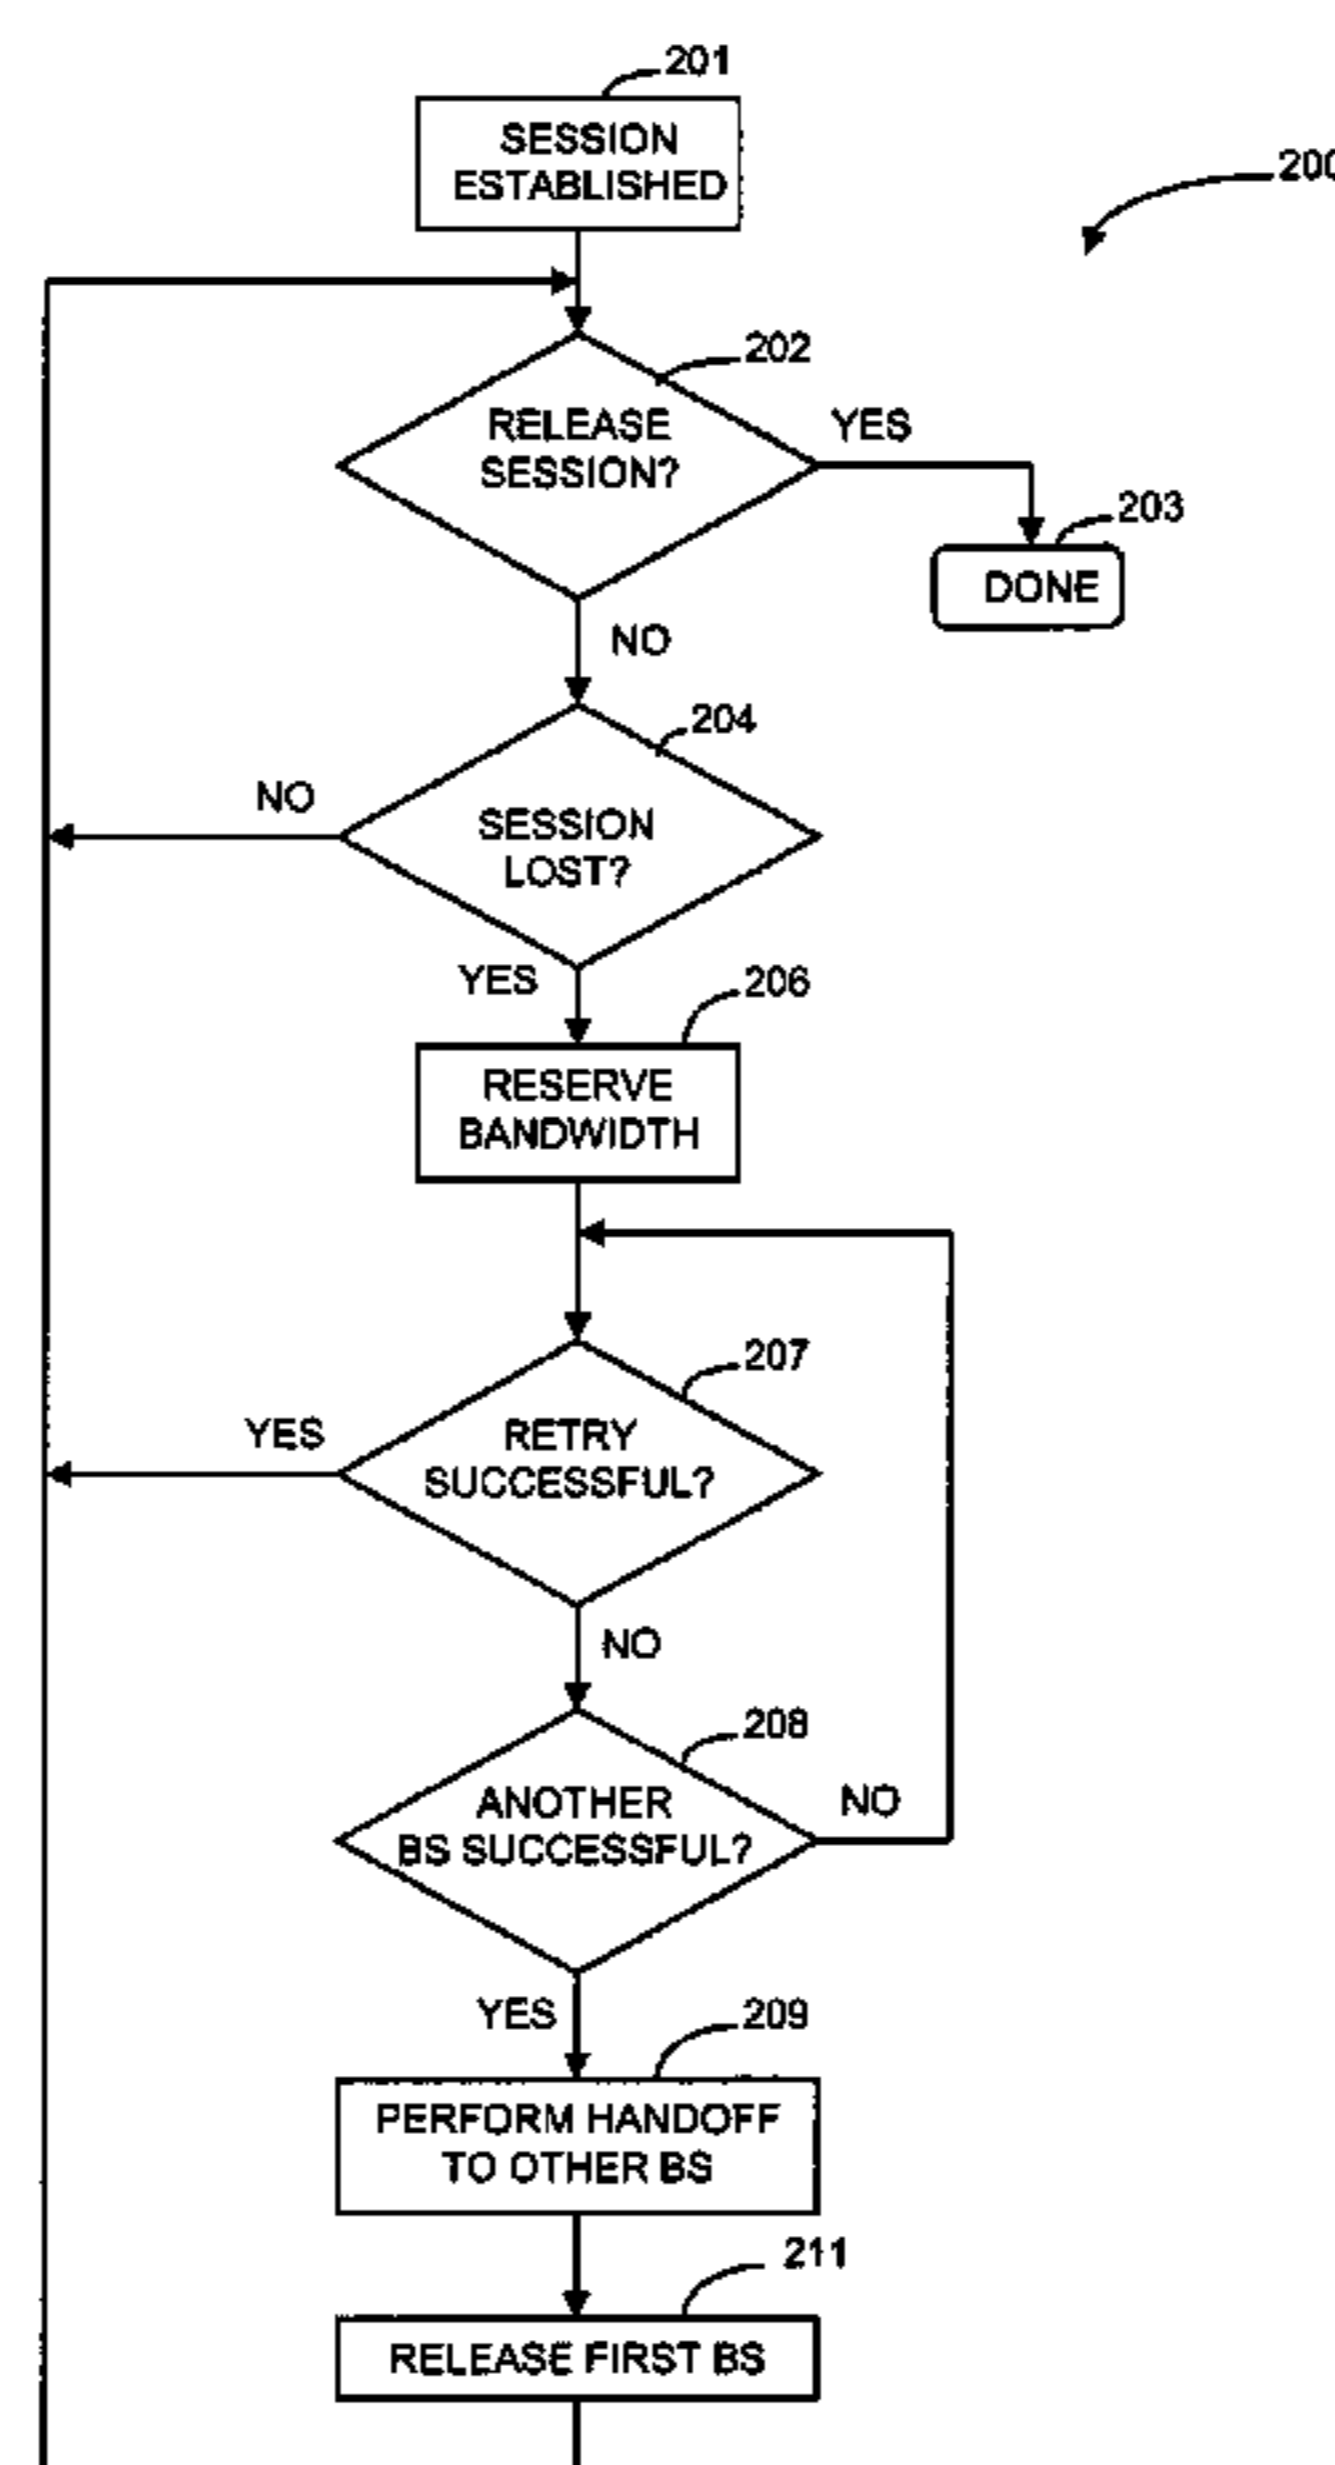 201
SESSION
ESTABLISHED
200
202
RELEASE
SESSION?
YES
203
DONE
NO
204
NO
SESSION
LOST?
YES
206
RESERVE
BANDWIDTH
207
YES
RETRY
SUCCESSFUL?
NO
208
ANOTHER
BS SUCCESSFUL?
NO
YES
209
PERFORM HANDOFF
TO OTHER BS
211
RELEASE FIRST BS